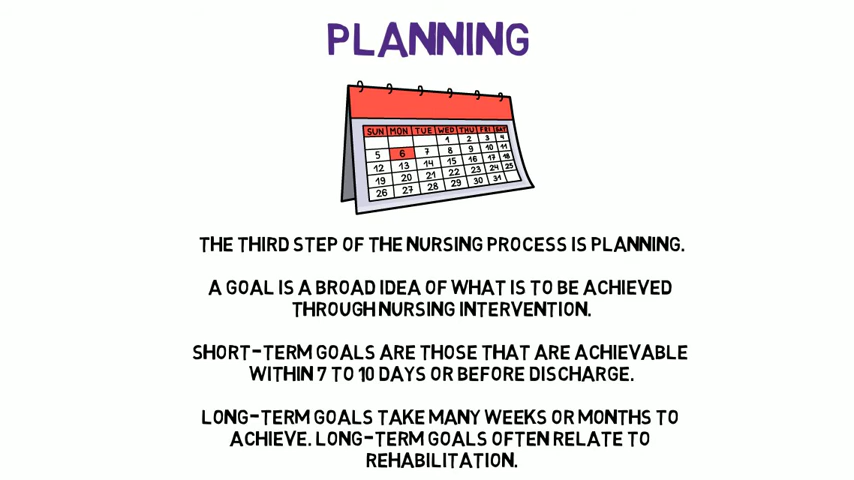 PLANNING
SUN MON TUE WED THU FRI SAT
1 2 3 4
5 6 7 8 9 10 11
12 13 14 15 16 17 18
19 20 21 22 23 24 25
26 27 28 29 30 31
THE THIRD STEP OF THE NURSING PROCESS IS PLANNING.
A GOAL IS A BROAD IDEA OF WHAT IS TO BE ACHIEVED
THROUGH NURSING INTERVENTION.
SHORT-TERM GOALS ARE THOSE THAT ARE ACHIEVABLE
WITHIN 7 TO 10 DAYS OR BEFORE DISCHARGE.
LONG-TERM GOALS TAKE MANY WEEKS OR MONTHS TO
ACHIEVE. LONG-TERM GOALS OFTEN RELATE TO
REHABILITATION.